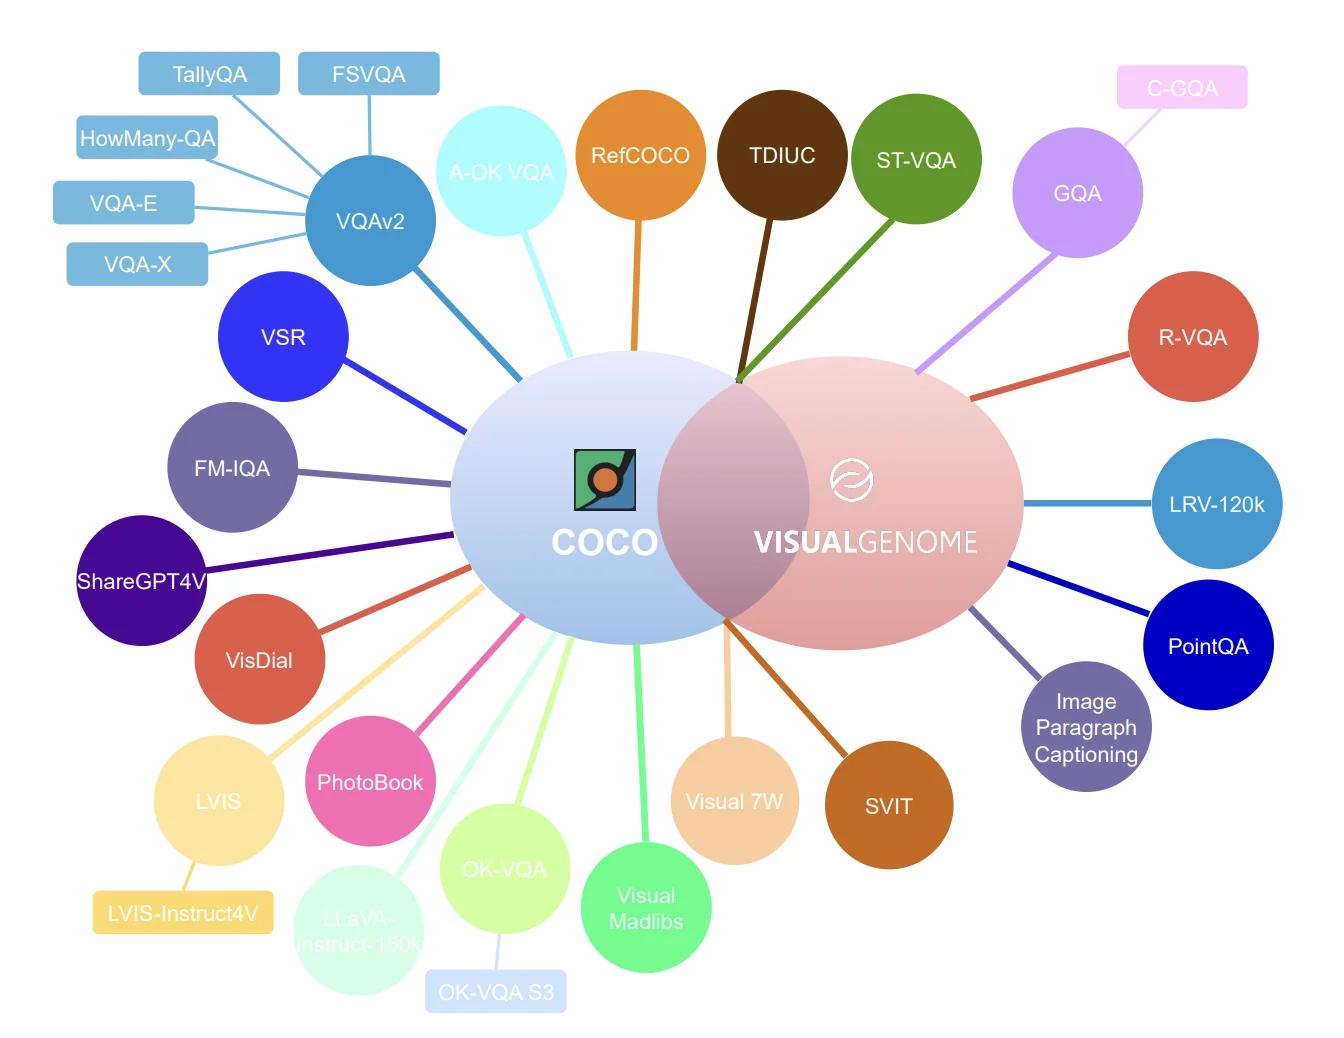 TallyQA
FSVQA
C-GQA
HowMany-QA
A-OK VQA
RefCOCO
TDIUC
ST-VQA
GQA
VQA-E
VQAv2
VQA-X
VSR
R-VQA
FM-IQA
LRV-120k
COCO
VISUALGENOME
ShareGPT4V
VisDial
PointQA
Image
Paragraph
Captioning
PhotoBook
LVIS
Visual 7W
SVIT
OK-VQA
Visual
Madlibs
LVIS-Instruct4V
LLaVA-
Instruct-150k
OK-VQA S3